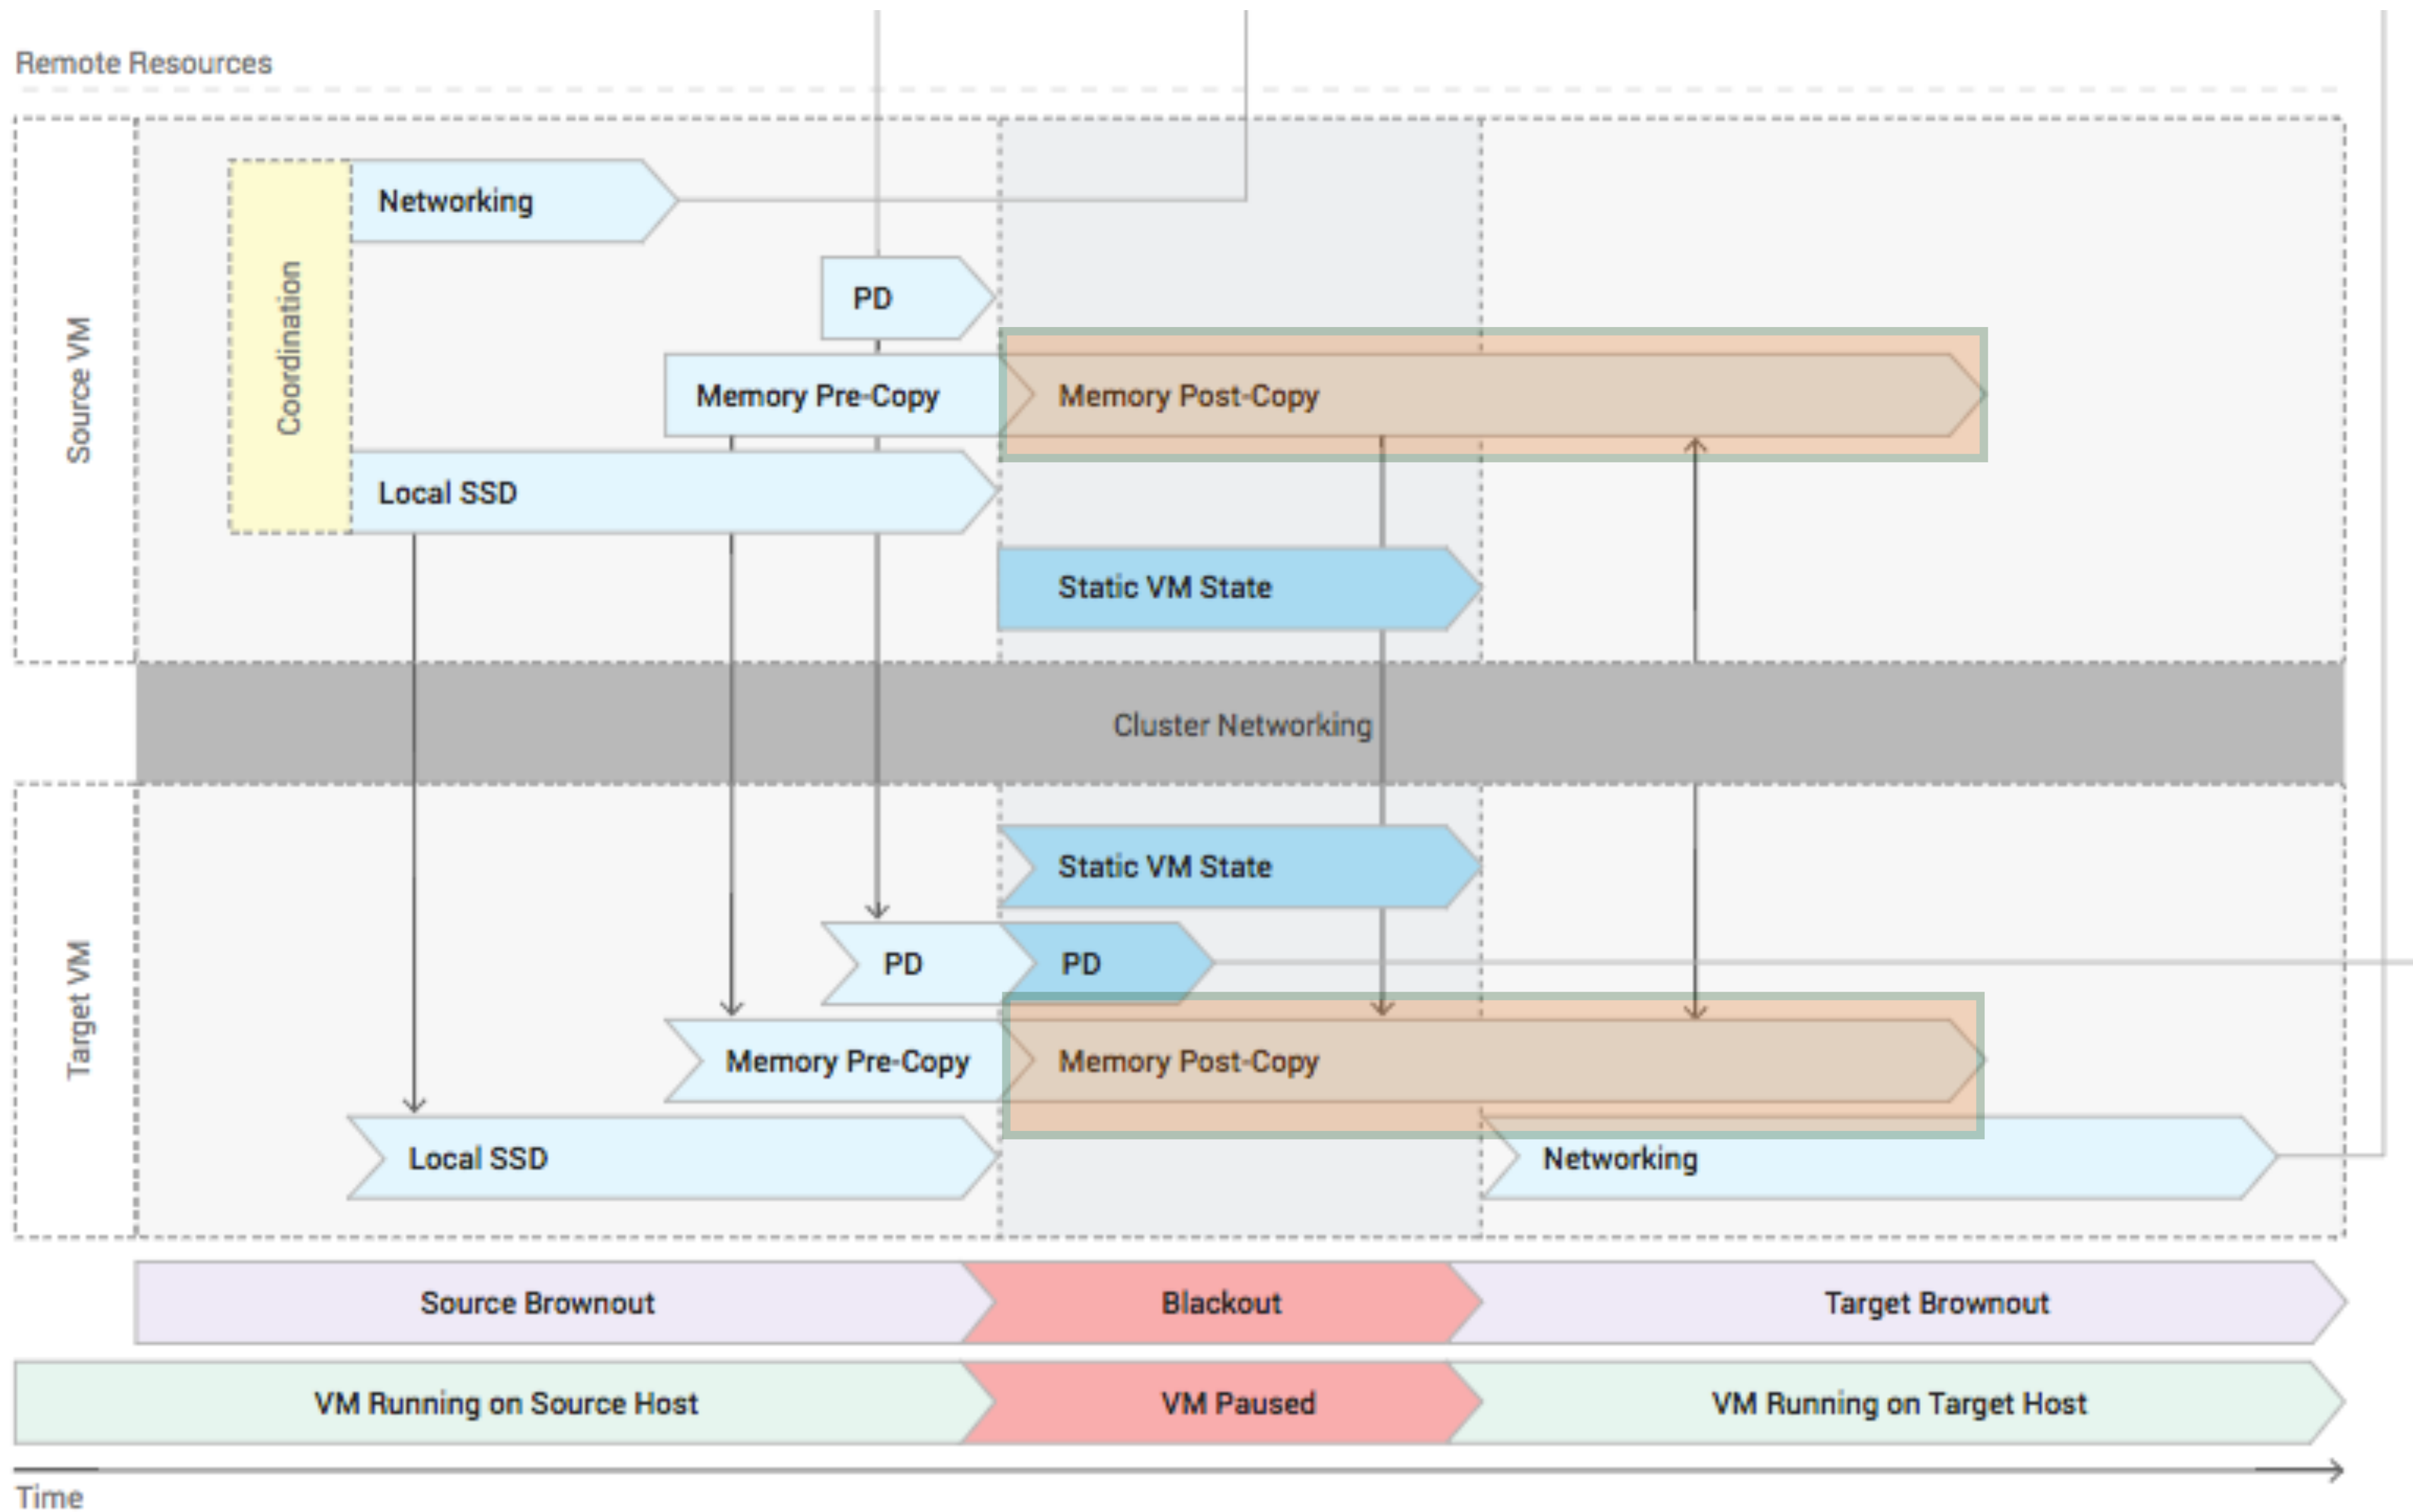 Remote Resources
Source VM
Coordination
Networking
PD
Memory Pre-Copy
Memory Post-Copy
Local SSD
Static VM State
Cluster Networking
Target VM
Static VM State
PD
PD
Memory Pre-Copy
Memory Post-Copy
Local SSD
Networking
Source Brownout
Blackout
Target Brownout
VM Running on Source Host
VM Paused
VM Running on Target Host
Time